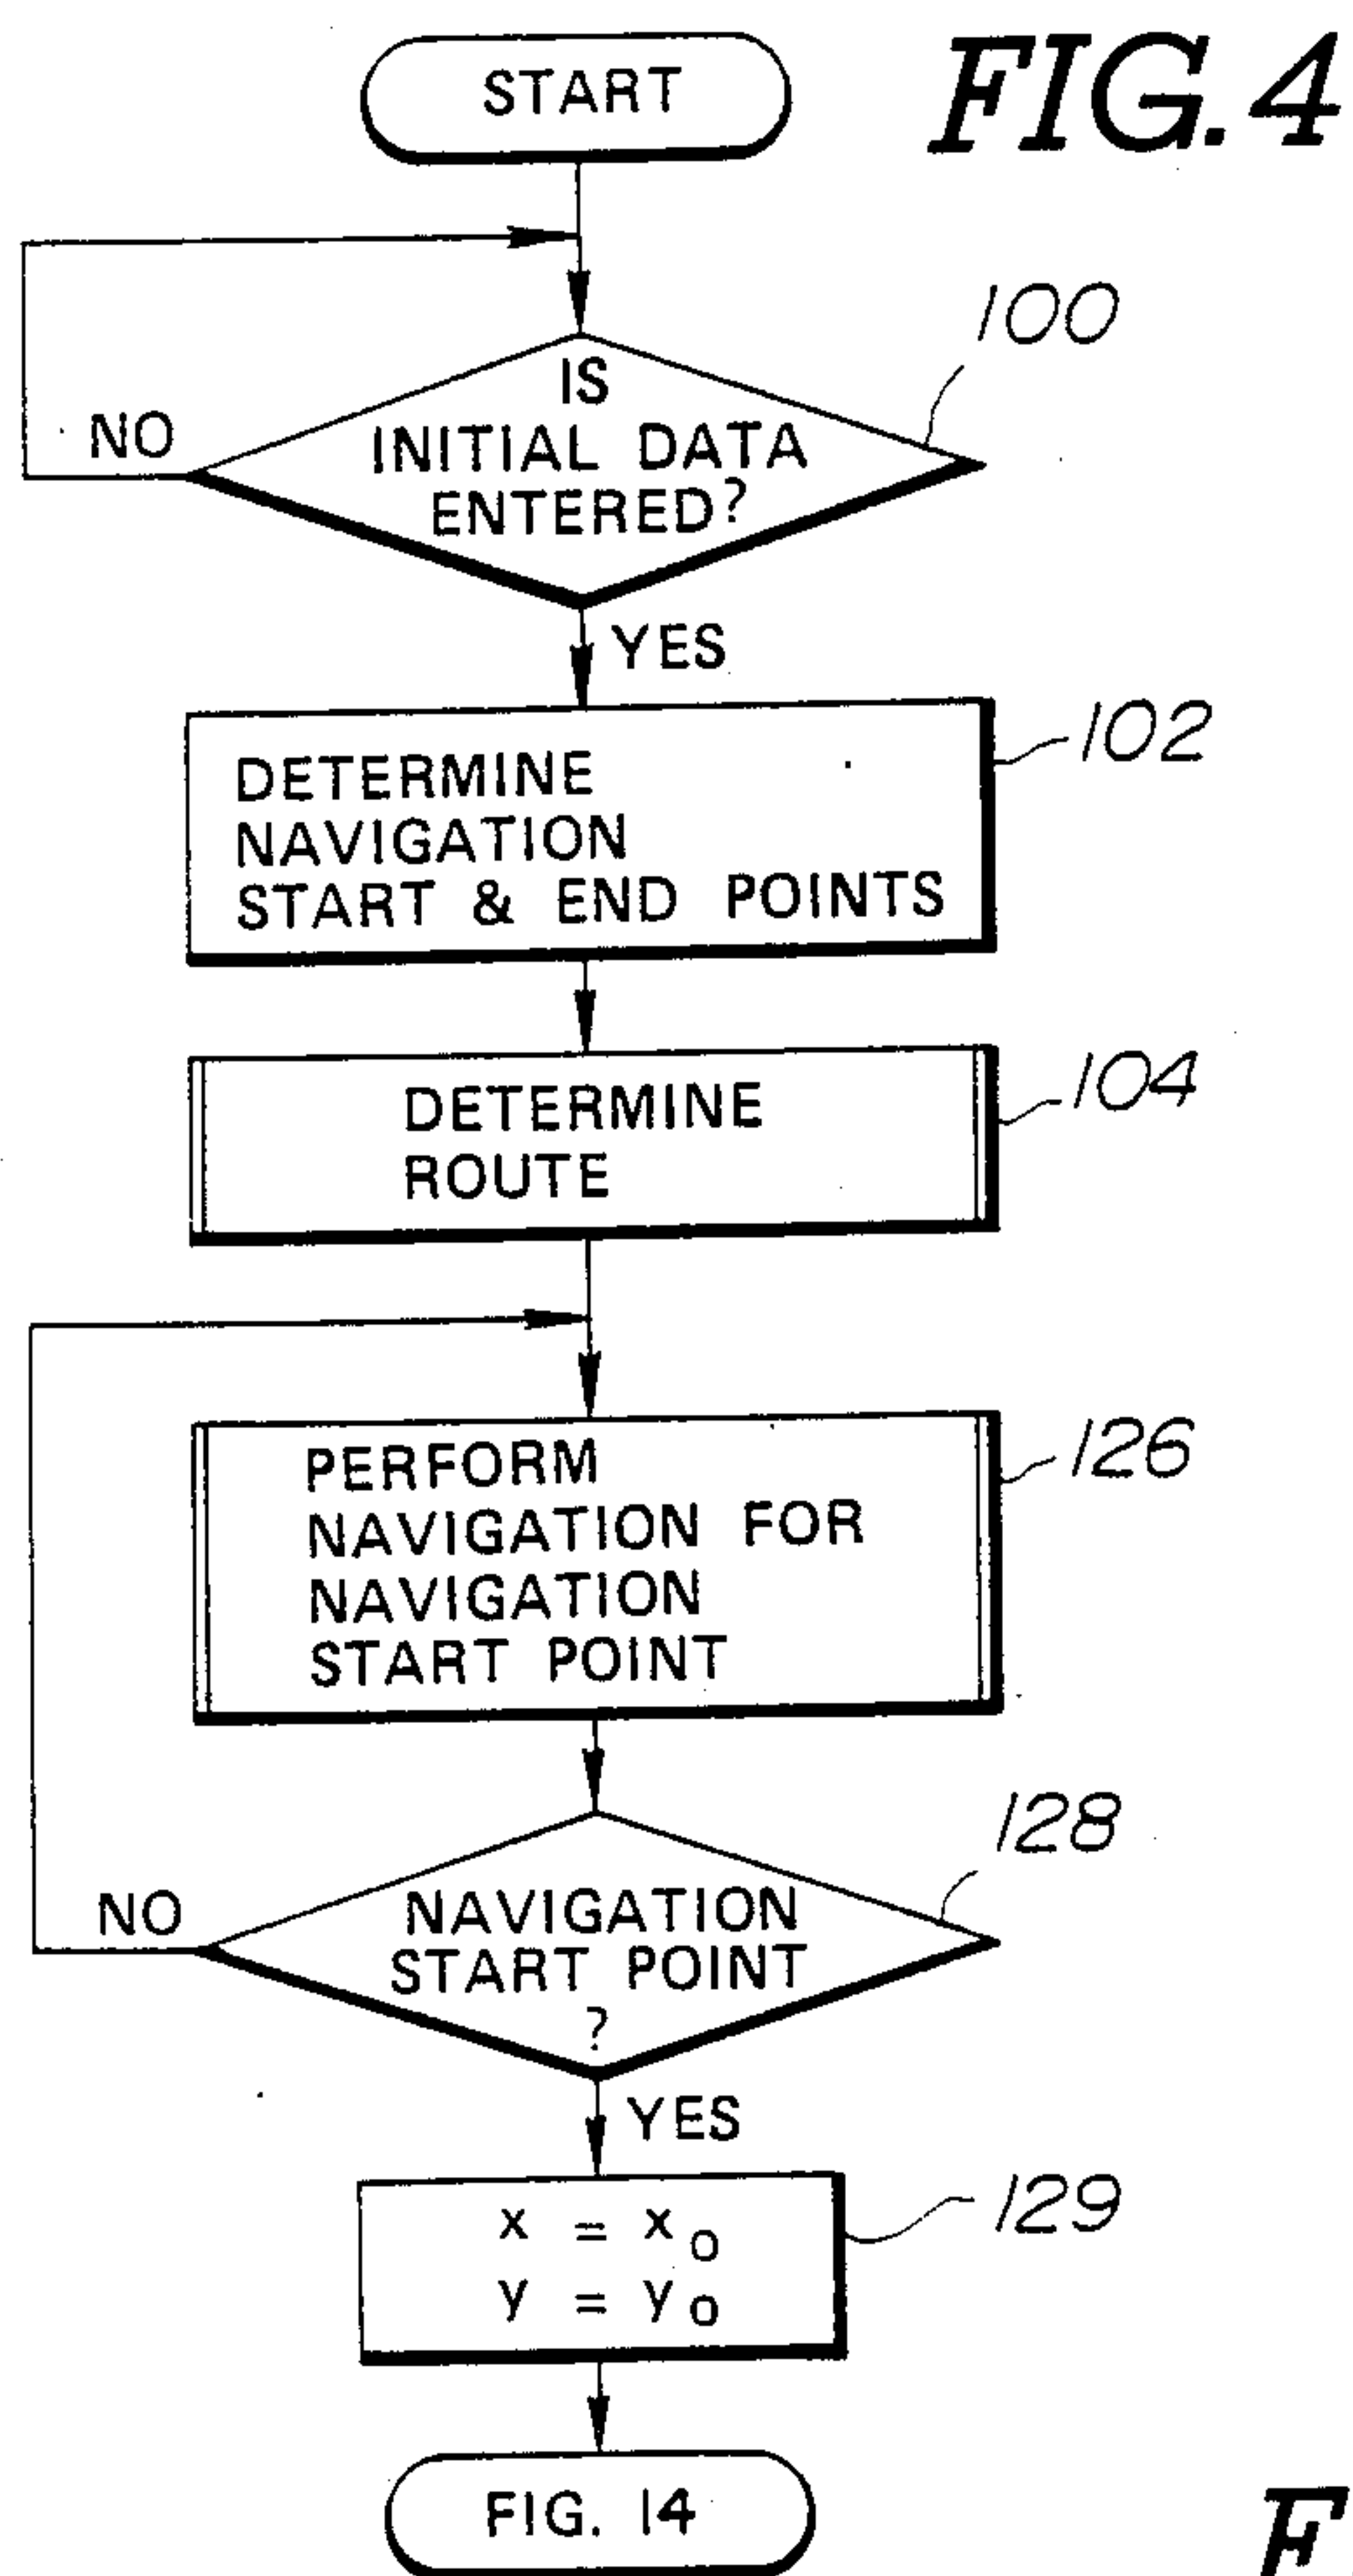 START
FIG. 4
100
IS
INITIAL DATA
ENTERED?
NO
YES
102
DETERMINE
NAVIGATION
START & END POINTS
104
DETERMINE
ROUTE
126
PERFORM
NAVIGATION FOR
NAVIGATION
START POINT
128
NAVIGATION
START POINT
?
NO
YES
129
x = x₀
y = y₀
FIG. 14
F